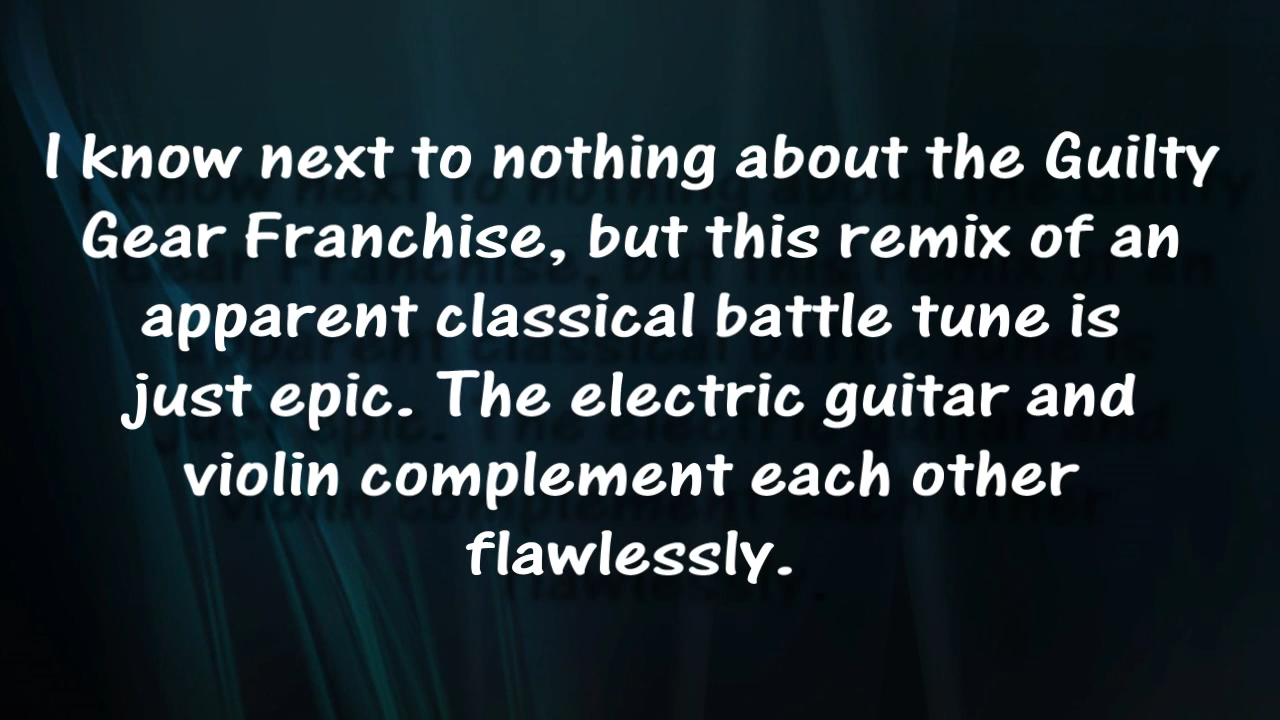 I know next to nothing about the Guilty
Gear Franchise, but this remix of an
apparent classical battle tune is
just epic. The electric guitar and
violin complement each other
flawlessly.